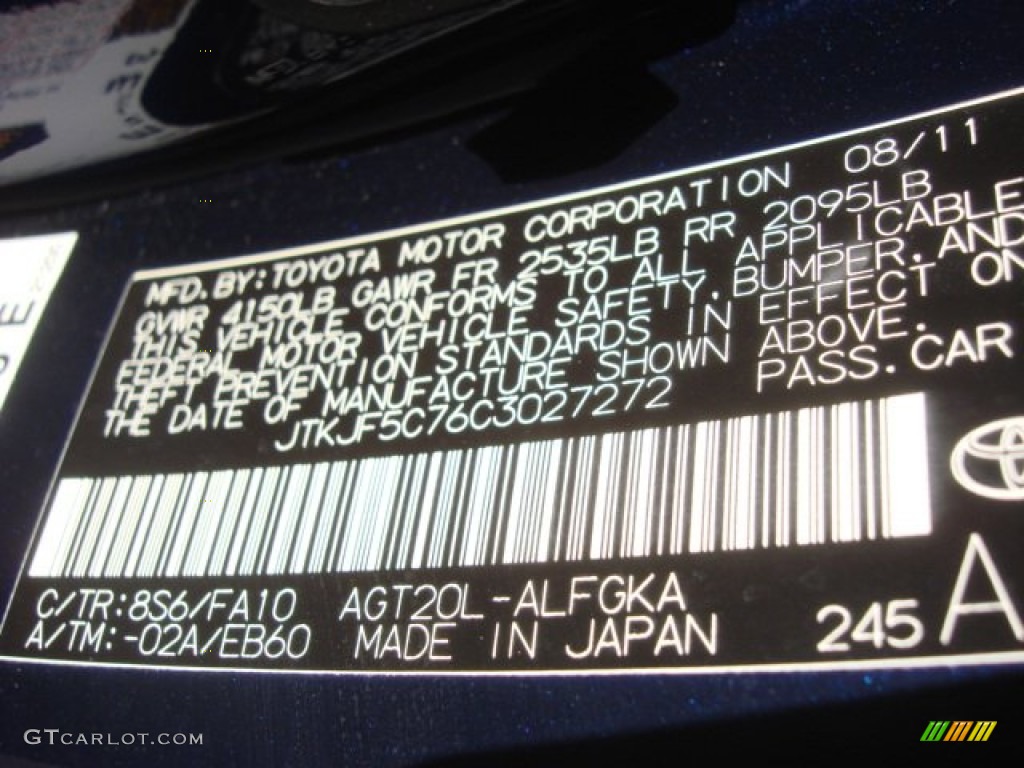 MFD. BY: TOYOTA MOTOR CORPORATION 08/11
GVWR 4150LB GAWR FR 2535LB RR 2095LB
THIS VEHICLE CONFORMS TO ALL APPLICABLE
FEDERAL MOTOR VEHICLE SAFETY, BUMPER, AND
THEFT PREVENTION STANDARDS IN EFFECT ON
THE DATE OF MANUFACTURE SHOWN ABOVE.
JTKJF5C76C3027272 PASS. CAR
C/TR: 8S6/FA10 AGT20L-ALFGKA
A/TM: -02A/EB60 MADE IN JAPAN 245 A
GTCARLOT.COM